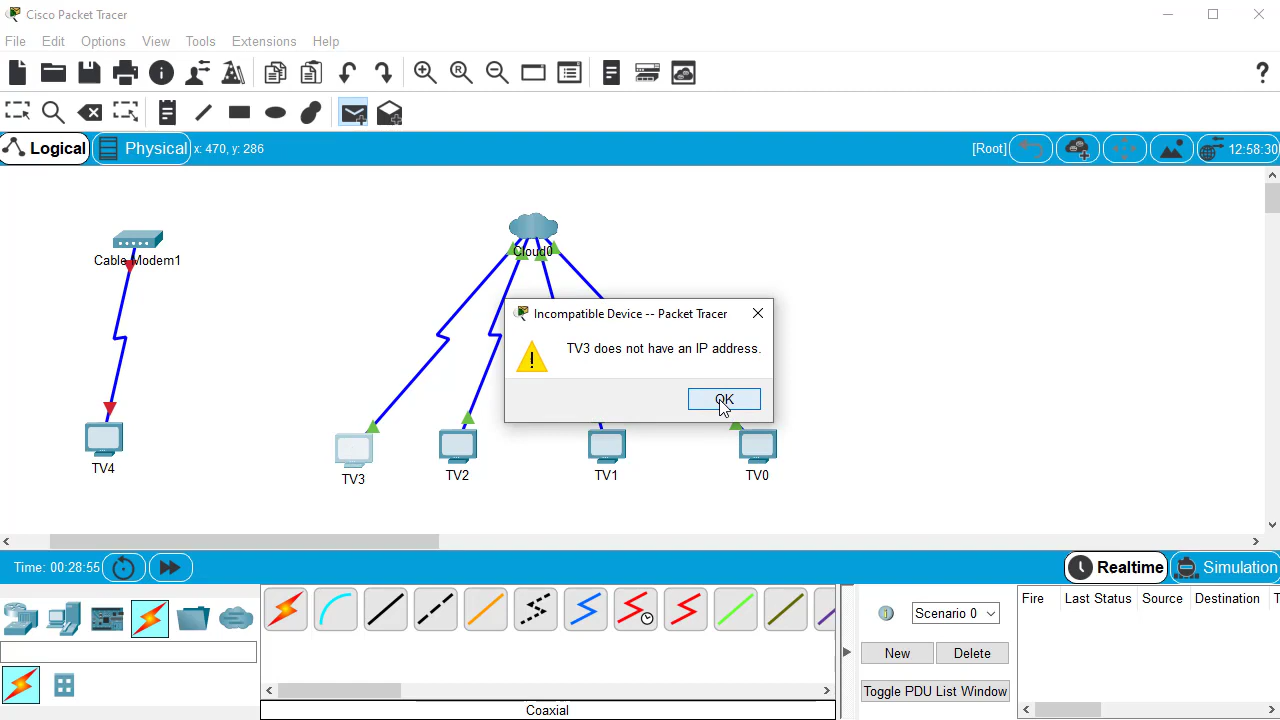 Cisco Packet Tracer
File Edit Options View Tools Extensions Help
Logical Physical x: 470, y: 286 [Root] 12:58:30
Cloud0
Cable Modem1
Incompatible Device -- Packet Tracer
TV3 does not have an IP address.
OK
TV4
TV3
TV2
TV1
TV0
Time: 00:28:55 Realtime Simulation
Scenario 0
Fire Last Status Source Destination T
New Delete
Toggle PDU List Window
Coaxial